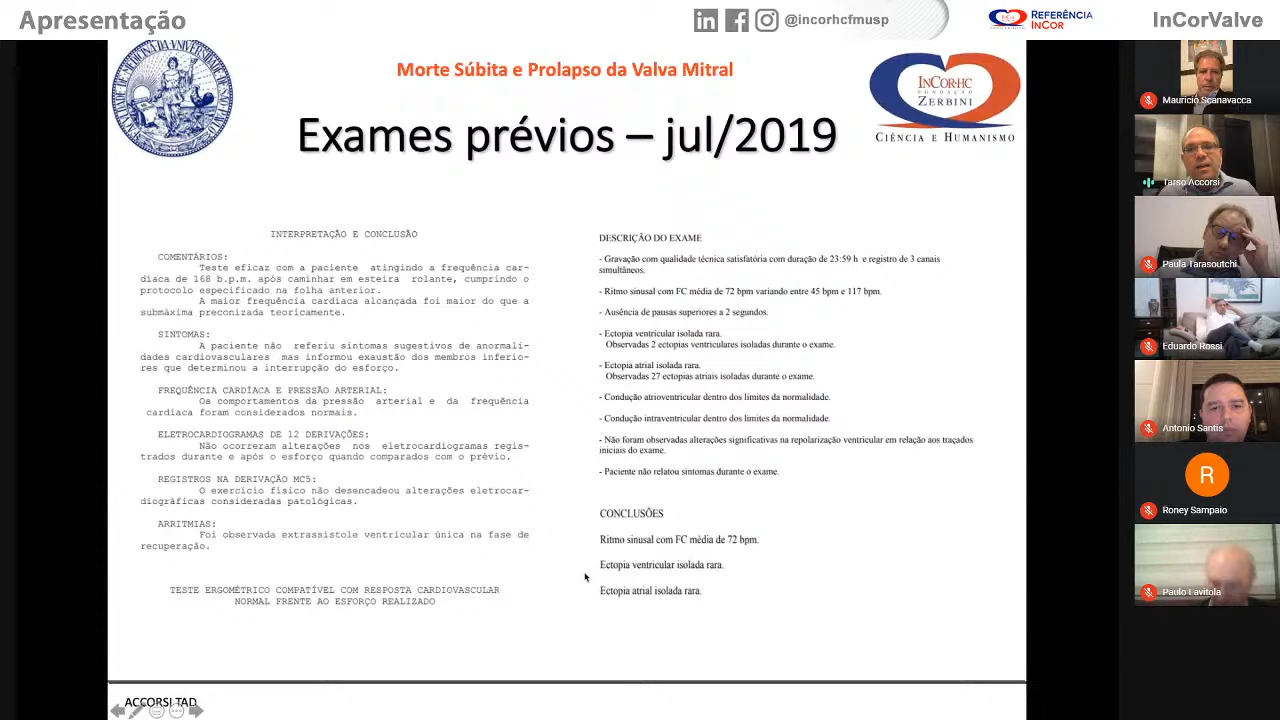 Apresentação
@incorhcfmusp
REFERÊNCIA
INCOR
InCorValve
Morte Súbita e Prolapso da Valva Mitral
Exames prévios – jul/2019
INCOR·HC
FUNDAÇÃO
ZERBINI
CIÊNCIA E HUMANISMO
INTERPRETAÇÃO E CONCLUSÃO
COMENTÁRIOS:
Teste eficaz com a paciente atingindo a frequência car-
díaca de 168 b.p.m. após caminhar em esteira rolante, cumprindo o
protocolo especificado na folha anterior.
A maior frequência cardíaca alcançada foi maior do que a
submáxima preconizada teoricamente.
SINTOMAS:
A paciente não referiu sintomas sugestivos de anormali-
dades cardiovasculares mas informou exaustão dos membros inferio-
res que determinou a interrupção do esforço.
FREQUÊNCIA CARDÍACA E PRESSÃO ARTERIAL:
Os comportamentos da pressão arterial e da frequência
cardíaca foram considerados normais.
ELETROCARDIOGRAMAS DE 12 DERIVAÇÕES:
Não ocorreram alterações nos eletrocardiogramas regis-
trados durante e após o esforço quando comparados com o prévio.
REGISTROS NA DERIVAÇÃO MC5:
O exercício físico não desencadeou alterações eletrocar-
diográficas consideradas patológicas.
ARRITMIAS:
Foi observada extrassístole ventricular única na fase de
recuperação.
TESTE ERGOMÉTRICO COMPATÍVEL COM RESPOSTA CARDIOVASCULAR
NORMAL FRENTE AO ESFORÇO REALIZADO
DESCRIÇÃO DO EXAME
- Gravação com qualidade técnica satisfatória com duração de 23:59 h e registro de 3 canais
simultâneos.
- Ritmo sinusal com FC média de 72 bpm variando entre 45 bpm e 117 bpm.
- Ausência de pausas superiores a 2 segundos.
- Ectopia ventricular isolada rara.
Observadas 2 ectopias ventriculares isoladas durante o exame.
- Ectopia atrial isolada rara.
Observadas 27 ectopias atriais isoladas durante o exame.
- Condução atrioventricular dentro dos limites da normalidade.
- Condução intraventricular dentro dos limites da normalidade.
- Não foram observadas alterações significativas na repolarização ventricular em relação aos traçados
iniciais do exame.
- Paciente não relatou sintomas durante o exame.
CONCLUSÕES
Ritmo sinusal com FC média de 72 bpm.
Ectopia ventricular isolada rara.
Ectopia atrial isolada rara.
ACCORSI TAD
Mauricio Scanavacca
Tarso Accorsi
Paula Tarasoutchi
Eduardo Rossi
Antonio Santis
R
Roney Sampaio
Paulo Lavitola